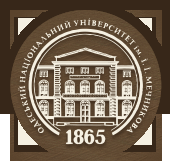 ОДЕСЬКИЙ НАЦІОНАЛЬНИЙ УНІВЕРСИТЕТ ІМ. І. І. МЕЧНИКОВА
1865